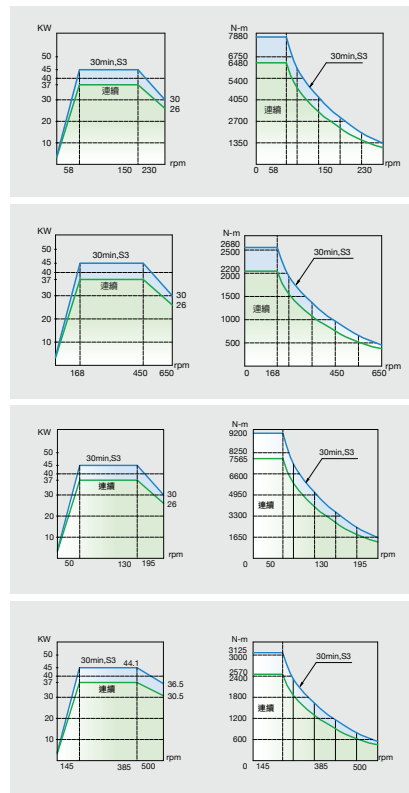 KW
50
45
40
37
30
20
10
30min,S3
連續
30
26
58 150 230 rpm
N-m
7880
6750
6480
5400
4050
2700
1350
30min,S3
連續
0 58 150 230 rpm
KW
50
45
40
37
30
20
10
30min,S3
連續
30
26
168 450 650 rpm
N-m
2680
2500
2200
2000
1500
1000
500
30min,S3
連續
0 168 450 650 rpm
KW
50
45
40
37
30
20
10
30min,S3
連續
30
26
50 130 195 rpm
N-m
9200
8250
7565
6600
4950
3300
1650
30min,S3
連續
0 50 130 195 rpm
KW
50
45
40
37
30
20
10
30min,S3 44.1
連續
36.5
30.5
145 385 500 rpm
N-m
3125
3000
2570
2400
1800
1200
600
30min,S3
連續
0 145 385 500 rpm